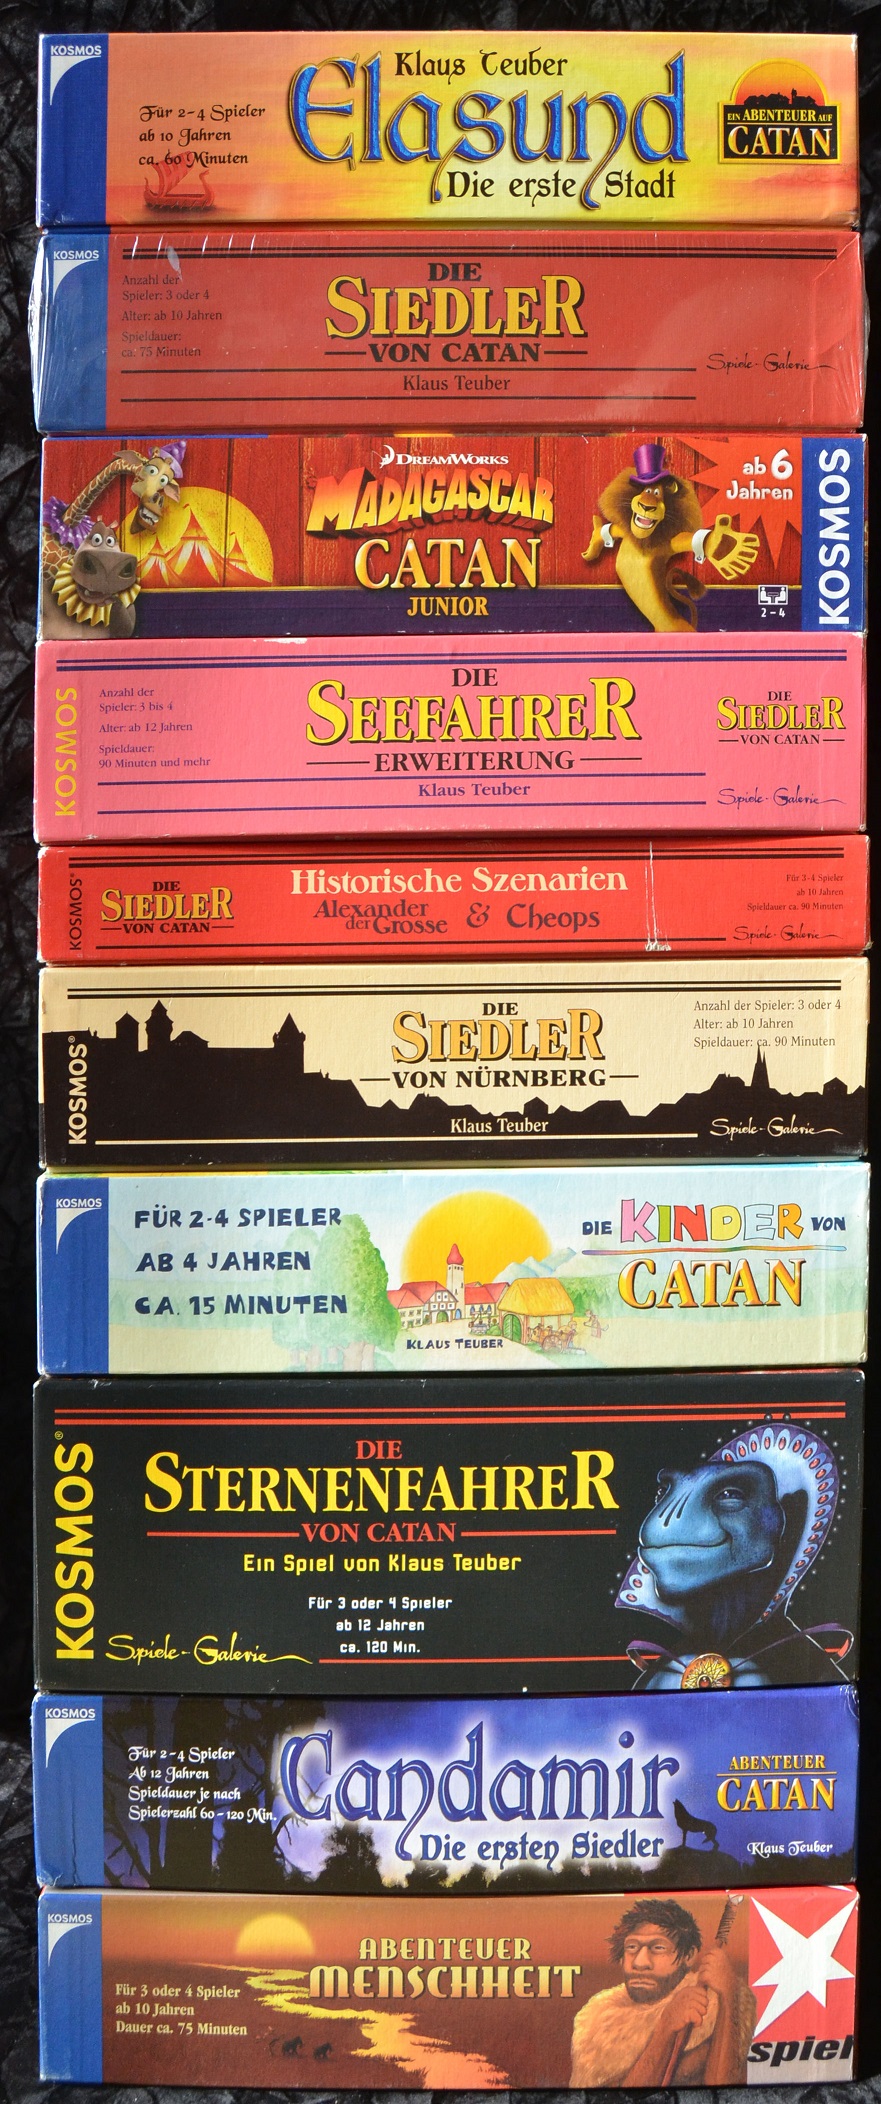 KOSMOS
Für 2-4 Spieler
ab 10 Jahren
ca. 60 Minuten
Klaus Teuber
Elasund
Die erste Stadt
EIN ABENTEUER AUF
CATAN
KOSMOS
Anzahl der
Spieler: 3 oder 4
Alter: ab 10 Jahren
Spieldauer:
ca. 75 Minuten
DIE
SIEDLER
VON CATAN
Klaus Teuber
Spiele-Galerie
DREAMWORKS
MADAGASCAR
CATAN
JUNIOR
ab 6
Jahren
2-4
KOSMOS
KOSMOS
Anzahl der
Spieler: 3 bis 4
Alter: ab 12 Jahren
Spieldauer:
90 Minuten und mehr
DIE
SEEFAHRER
ERWEITERUNG
Klaus Teuber
DIE
SIEDLER
VON CATAN
Spiele-Galerie
KOSMOS®
DIE
SIEDLER
VON CATAN
Historische Szenarien
Alexander
der Grosse & Cheops
Für 3-4 Spieler
ab 10 Jahren
Spieldauer ca. 90 Minuten
Spiele-Galerie
KOSMOS®
DIE
SIEDLER
VON NÜRNBERG
Klaus Teuber
Anzahl der Spieler: 3 oder 4
Alter: ab 10 Jahren
Spieldauer: ca. 90 Minuten
Spiele-Galerie
KOSMOS
FÜR 2-4 SPIELER
AB 4 JAHREN
CA. 15 MINUTEN
KLAUS TEUBER
DIE KINDER VON
CATAN
KOSMOS®
DIE
STERNENFAHRER
VON CATAN
Ein Spiel von Klaus Teuber
Für 3 oder 4 Spieler
ab 12 Jahren
ca. 120 Min.
Spiele-Galerie
KOSMOS
Für 2-4 Spieler
Ab 12 Jahren
Spieldauer je nach
Spielerzahl 60-120 Min.
Candamir
Die ersten Siedler
ABENTEUER
CATAN
Klaus Teuber
KOSMOS
Für 3 oder 4 Spieler
ab 10 Jahren
Dauer ca. 75 Minuten
ABENTEUER
MENSCHHEIT
spiel